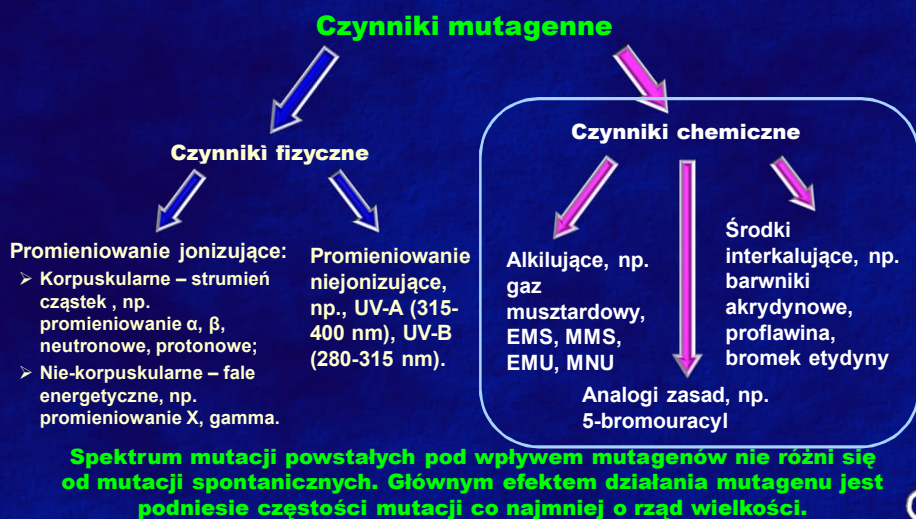 Czynniki mutagenne
Czynniki fizyczne
Promieniowanie jonizujące:
➢ Korpuskularne – strumień
cząstek , np.
promieniowanie α, β,
neutronowe, protonowe;
➢ Nie-korpuskularne – fale
energetyczne, np.
promieniowanie X, gamma.
Promieniowanie
niejonizujące,
np., UV-A (315-
400 nm), UV-B
(280-315 nm).
Czynniki chemiczne
Alkilujące, np.
gaz
musztardowy,
EMS, MMS,
EMU, MNU
Analogi zasad, np.
5-bromouracyl
Środki
interkalujące, np.
barwniki
akrydynowe,
proflawina,
bromek etydyny
Spektrum mutacji powstałych pod wpływem mutagenów nie różni się
od mutacji spontanicznych. Głównym efektem działania mutagenu jest
podniesie częstości mutacji co najmniej o rząd wielkości.